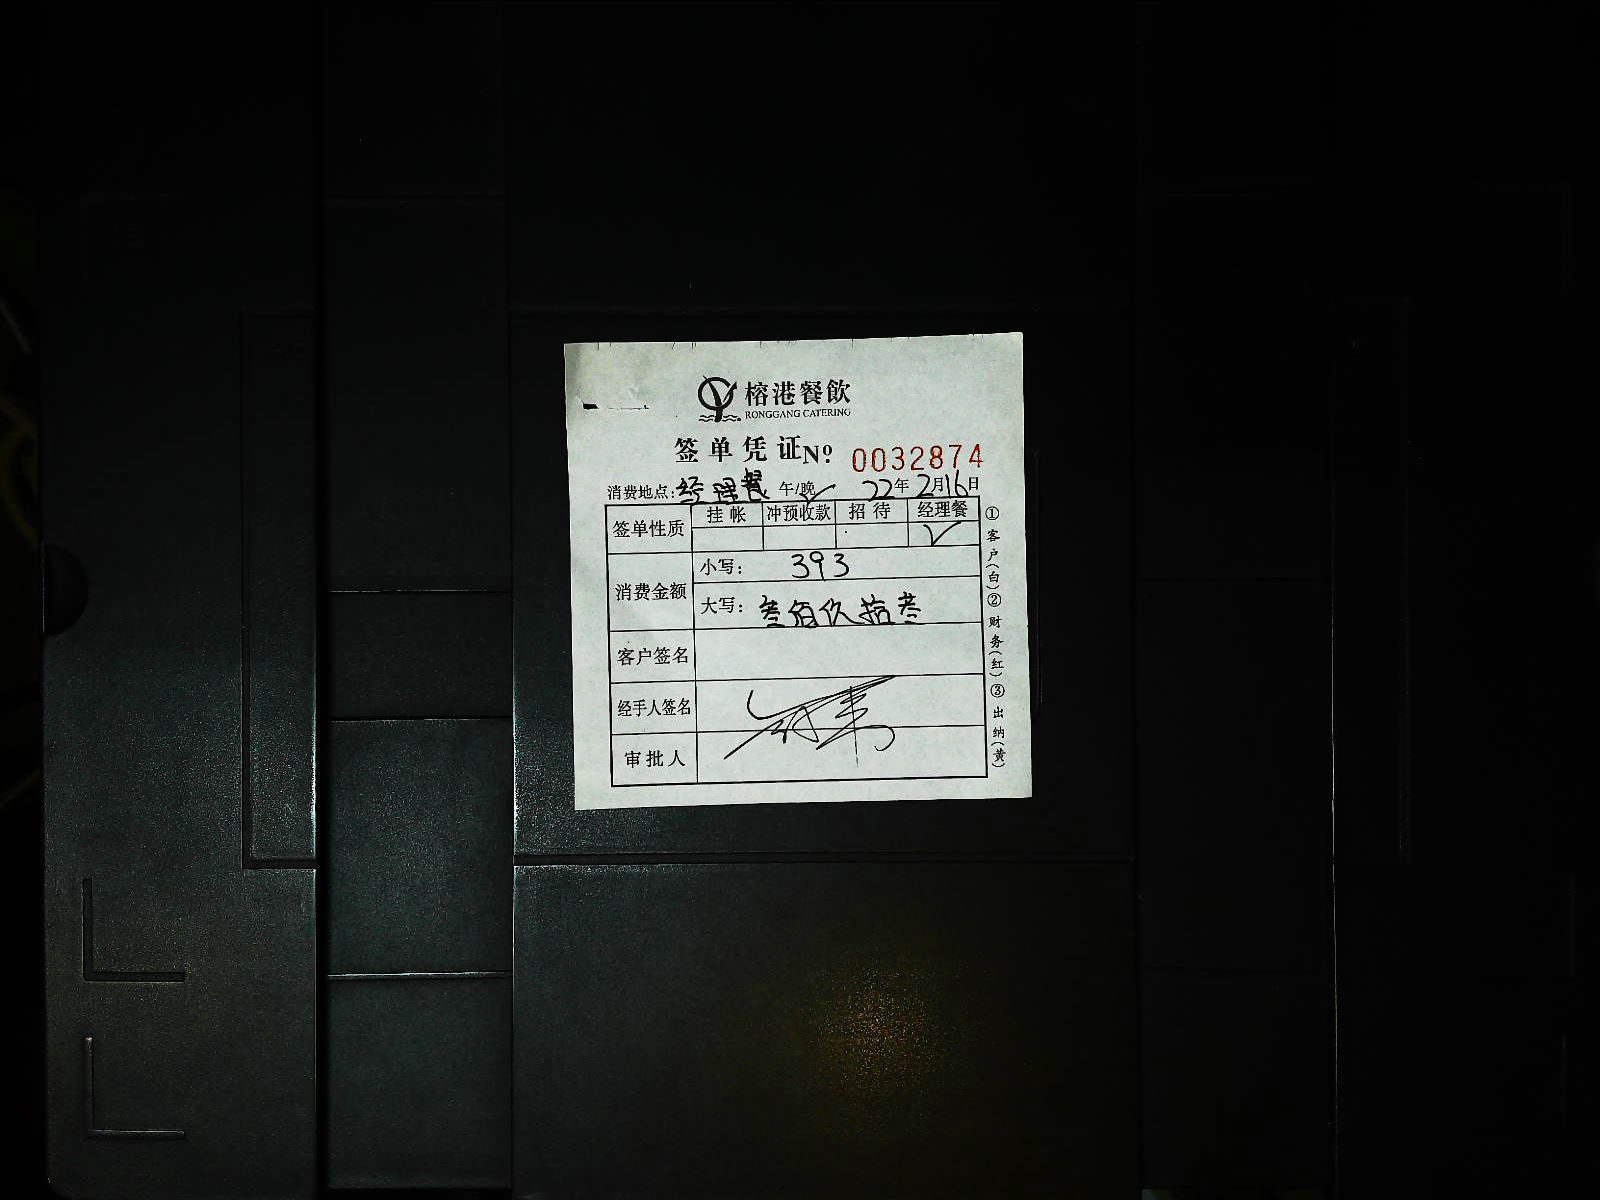 榕港餐飲
RONGGANG CATERING
签单凭证 Nº: 0032874
消费地点:经理餐 午/晚✓ 22年2月16日
签单性质 挂帐 冲预收款 招待 经理餐
✓
消费金额 小写: 393
大写: 叁佰玖拾叁
客户签名
经手人签名
审批人
①客户(白)②财务(红)③出纳(黄)